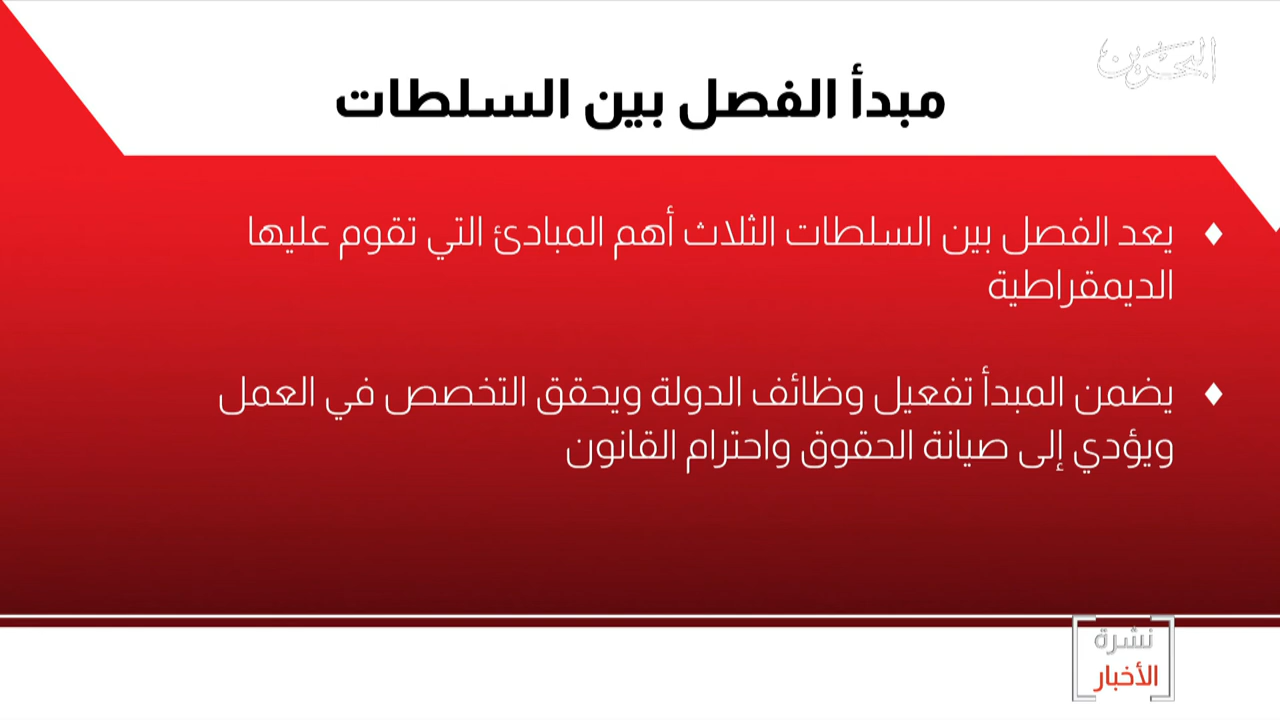 البحرين
مبدأ الفصل بين السلطات
يعد الفصل بين السلطات الثلاث أهم المبادئ التي تقوم عليها
الديمقراطية
يضمن المبدأ تفعيل وظائف الدولة ويحقق التخصص في العمل
ويؤدي إلى صيانة الحقوق واحترام القانون
نشرة
الأخبار